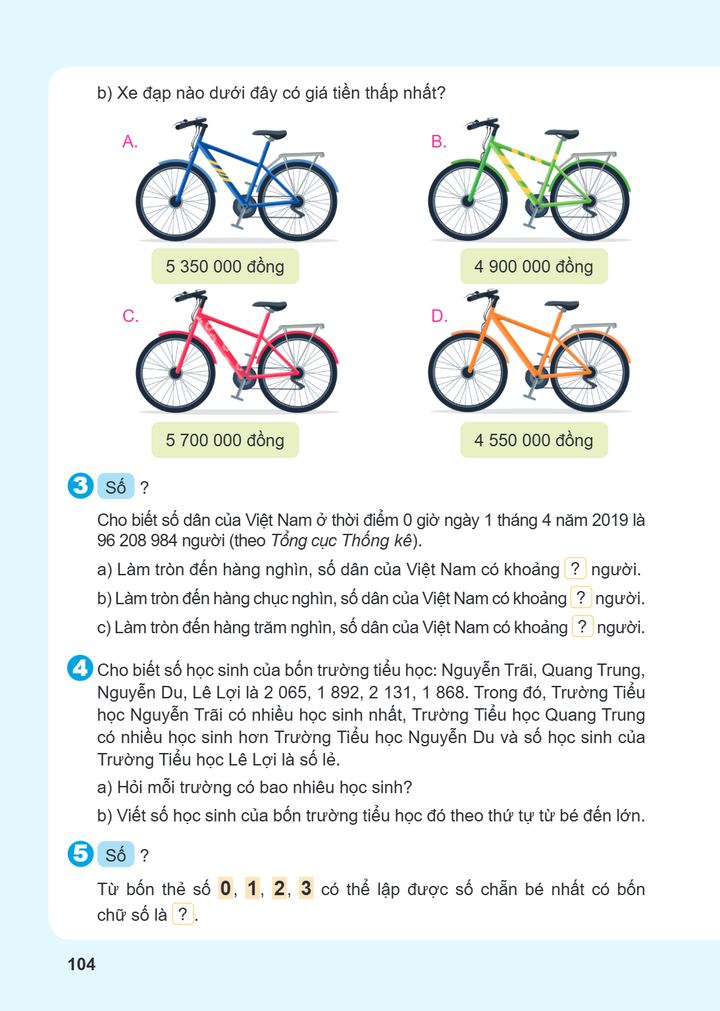 b) Xe đạp nào dưới đây có giá tiền thấp nhất?
A.
B.
5 350 000 đồng
4 900 000 đồng
C.
D.
5 700 000 đồng
4 550 000 đồng
3 Số ?
Cho biết số dân của Việt Nam ở thời điểm 0 giờ ngày 1 tháng 4 năm 2019 là
96 208 984 người (theo Tổng cục Thống kê).
a) Làm tròn đến hàng nghìn, số dân của Việt Nam có khoảng ? người.
b) Làm tròn đến hàng chục nghìn, số dân của Việt Nam có khoảng ? người.
c) Làm tròn đến hàng trăm nghìn, số dân của Việt Nam có khoảng ? người.
4 Cho biết số học sinh của bốn trường tiểu học: Nguyễn Trãi, Quang Trung,
Nguyễn Du, Lê Lợi là 2 065, 1 892, 2 131, 1 868. Trong đó, Trường Tiểu
học Nguyễn Trãi có nhiều học sinh nhất, Trường Tiểu học Quang Trung
có nhiều học sinh hơn Trường Tiểu học Nguyễn Du và số học sinh của
Trường Tiểu học Lê Lợi là số lẻ.
a) Hỏi mỗi trường có bao nhiêu học sinh?
b) Viết số học sinh của bốn trường tiểu học đó theo thứ tự từ bé đến lớn.
5 Số ?
Từ bốn thẻ số 0, 1, 2, 3 có thể lập được số chẵn bé nhất có bốn
chữ số là ?.
104